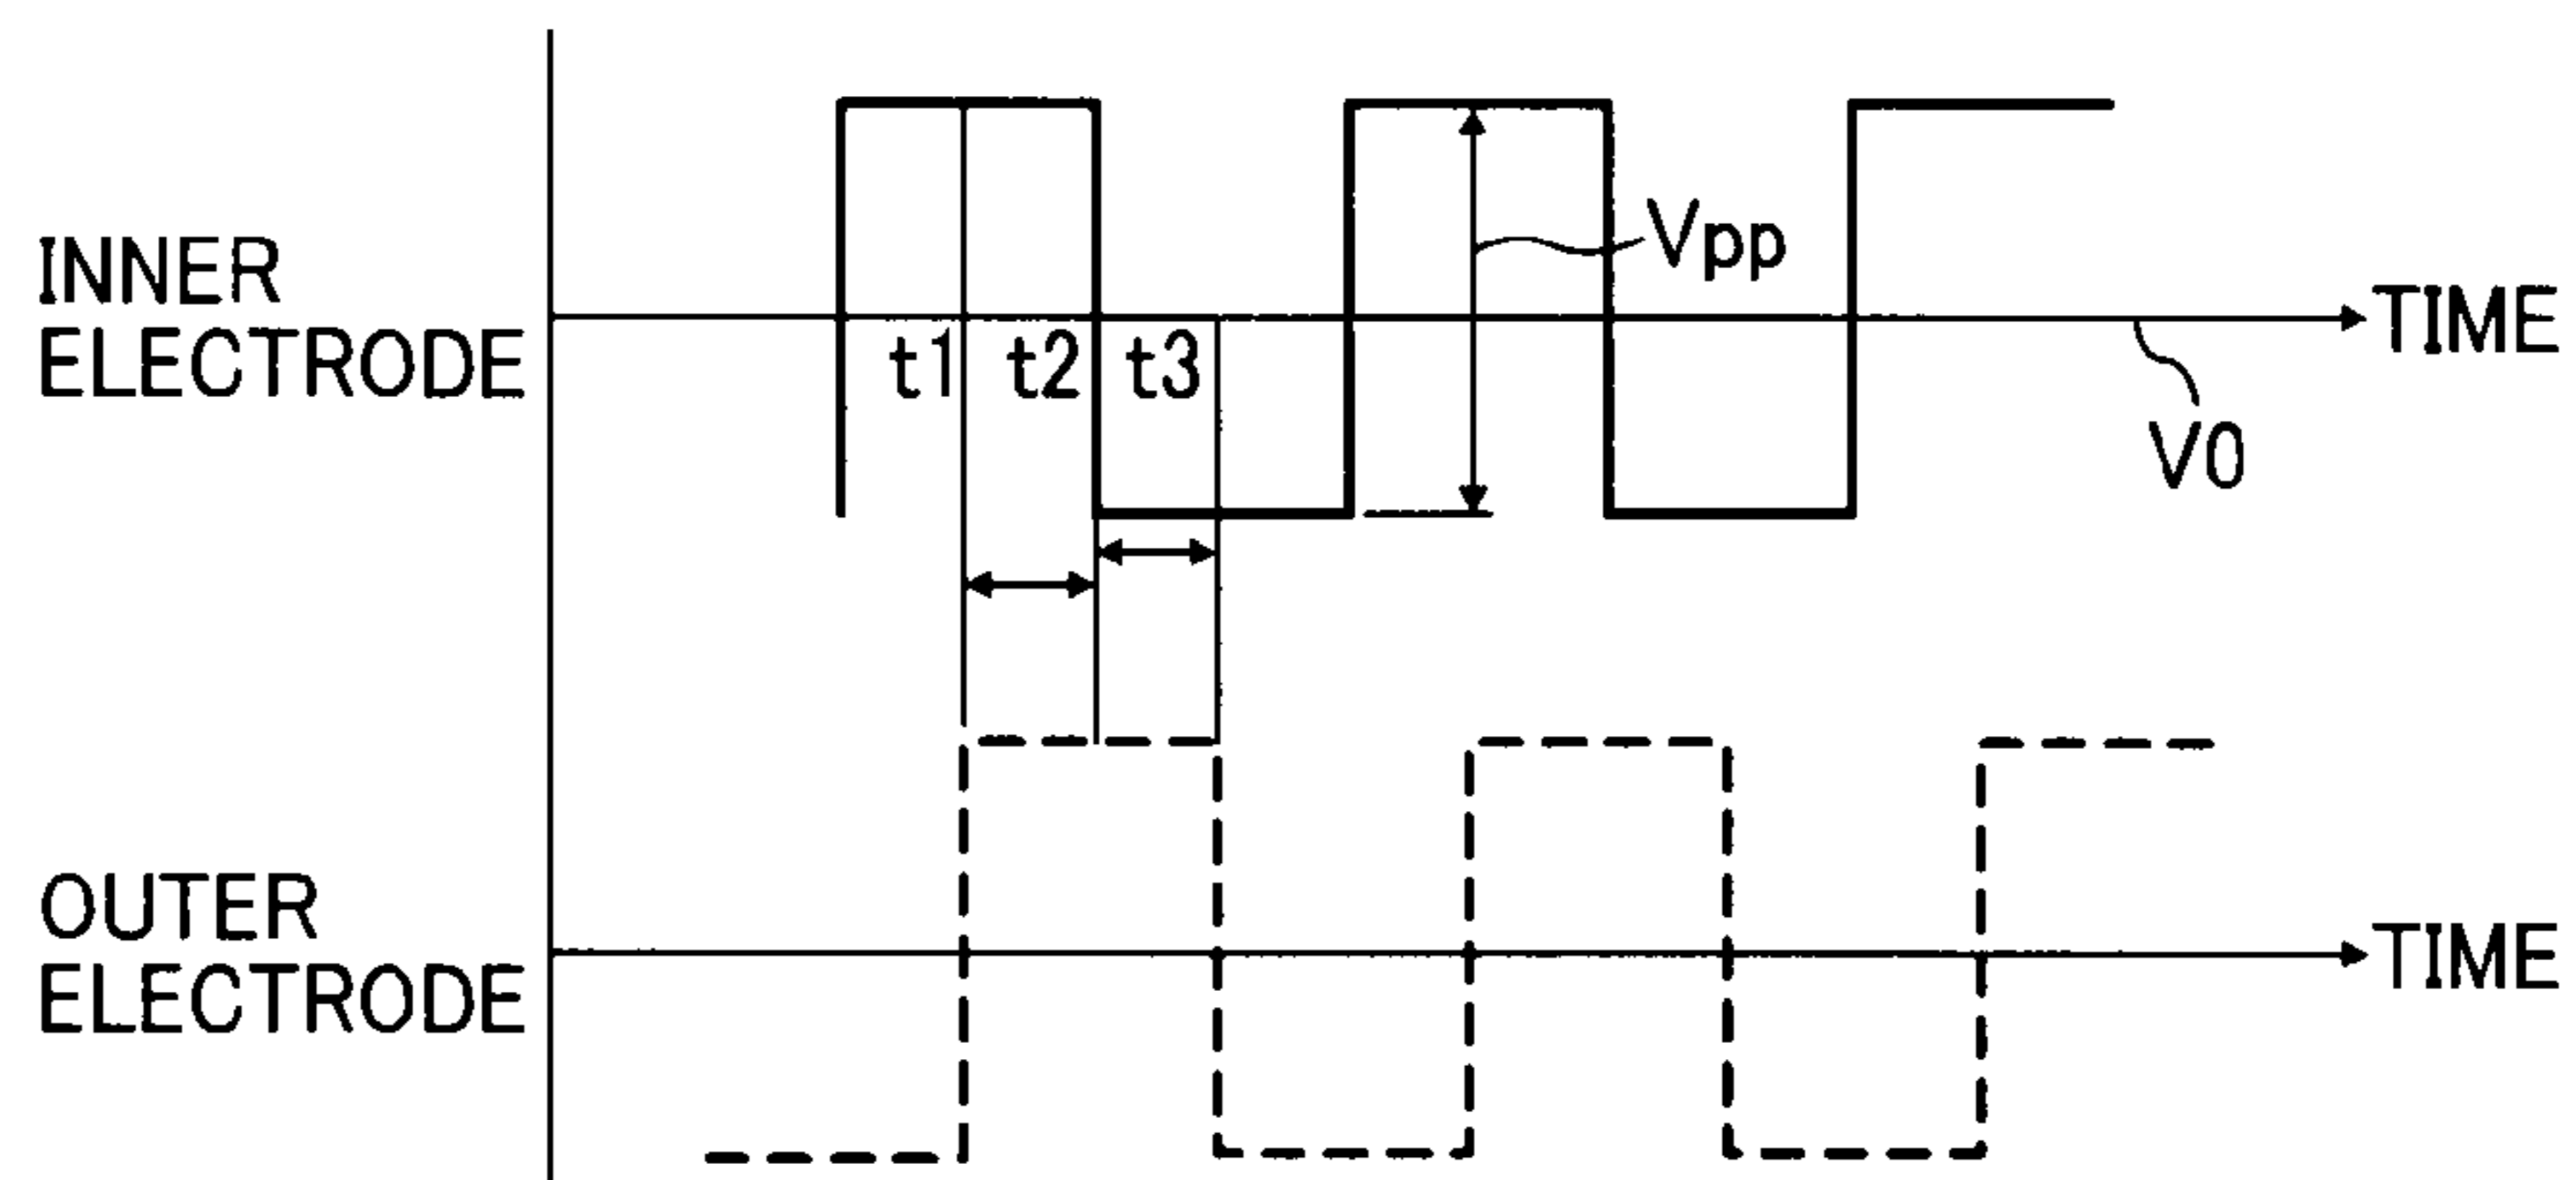 INNER
ELECTRODE
t1 t2 t3
Vpp
TIME
V0
OUTER
ELECTRODE
TIME